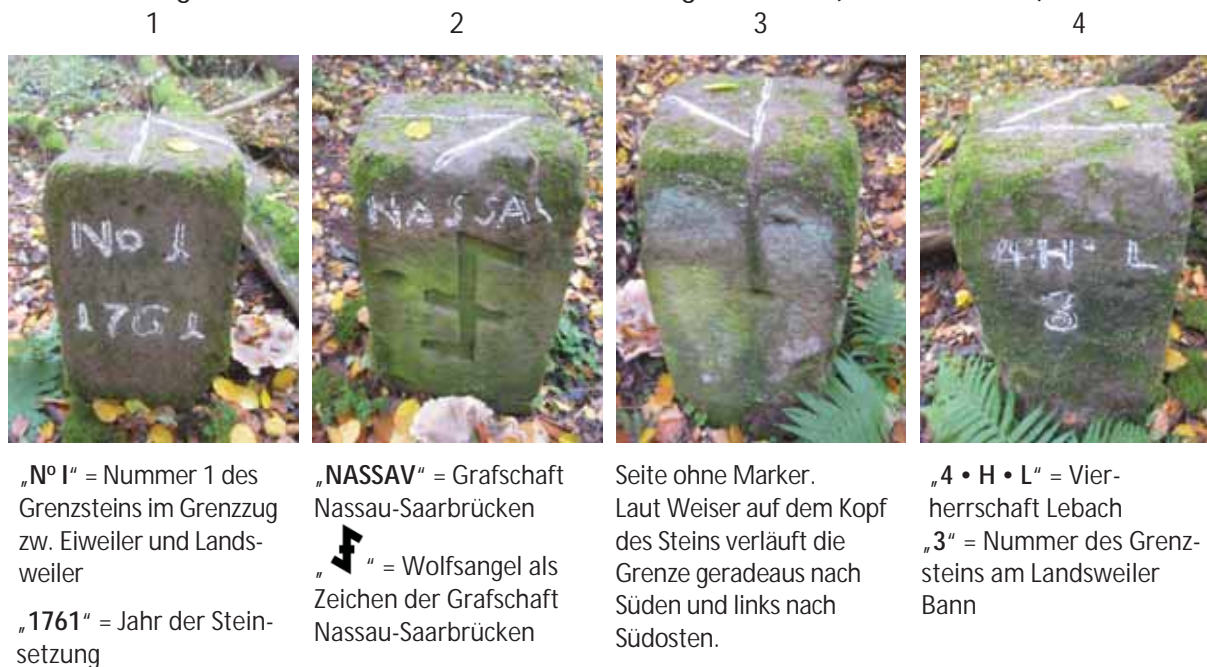 1
2
3
4
No 1
1761
NASSAV
4·H· L
3
„Nº I“ = Nummer 1 des
Grenzsteins im Grenzzug
zw. Eiweiler und Lands-
weiler
„1761“ = Jahr der Stein-
setzung
„NASSAV“ = Grafschaft
Nassau-Saarbrücken
„ “ = Wolfsangel als
Zeichen der Grafschaft
Nassau-Saarbrücken
Seite ohne Marker.
Laut Weiser auf dem Kopf
des Steins verläuft die
Grenze geradeaus nach
Süden und links nach
Südosten.
„4 • H • L“ = Vier-
herrschaft Lebach
„3“ = Nummer des Grenz-
steins am Landsweiler
Bann